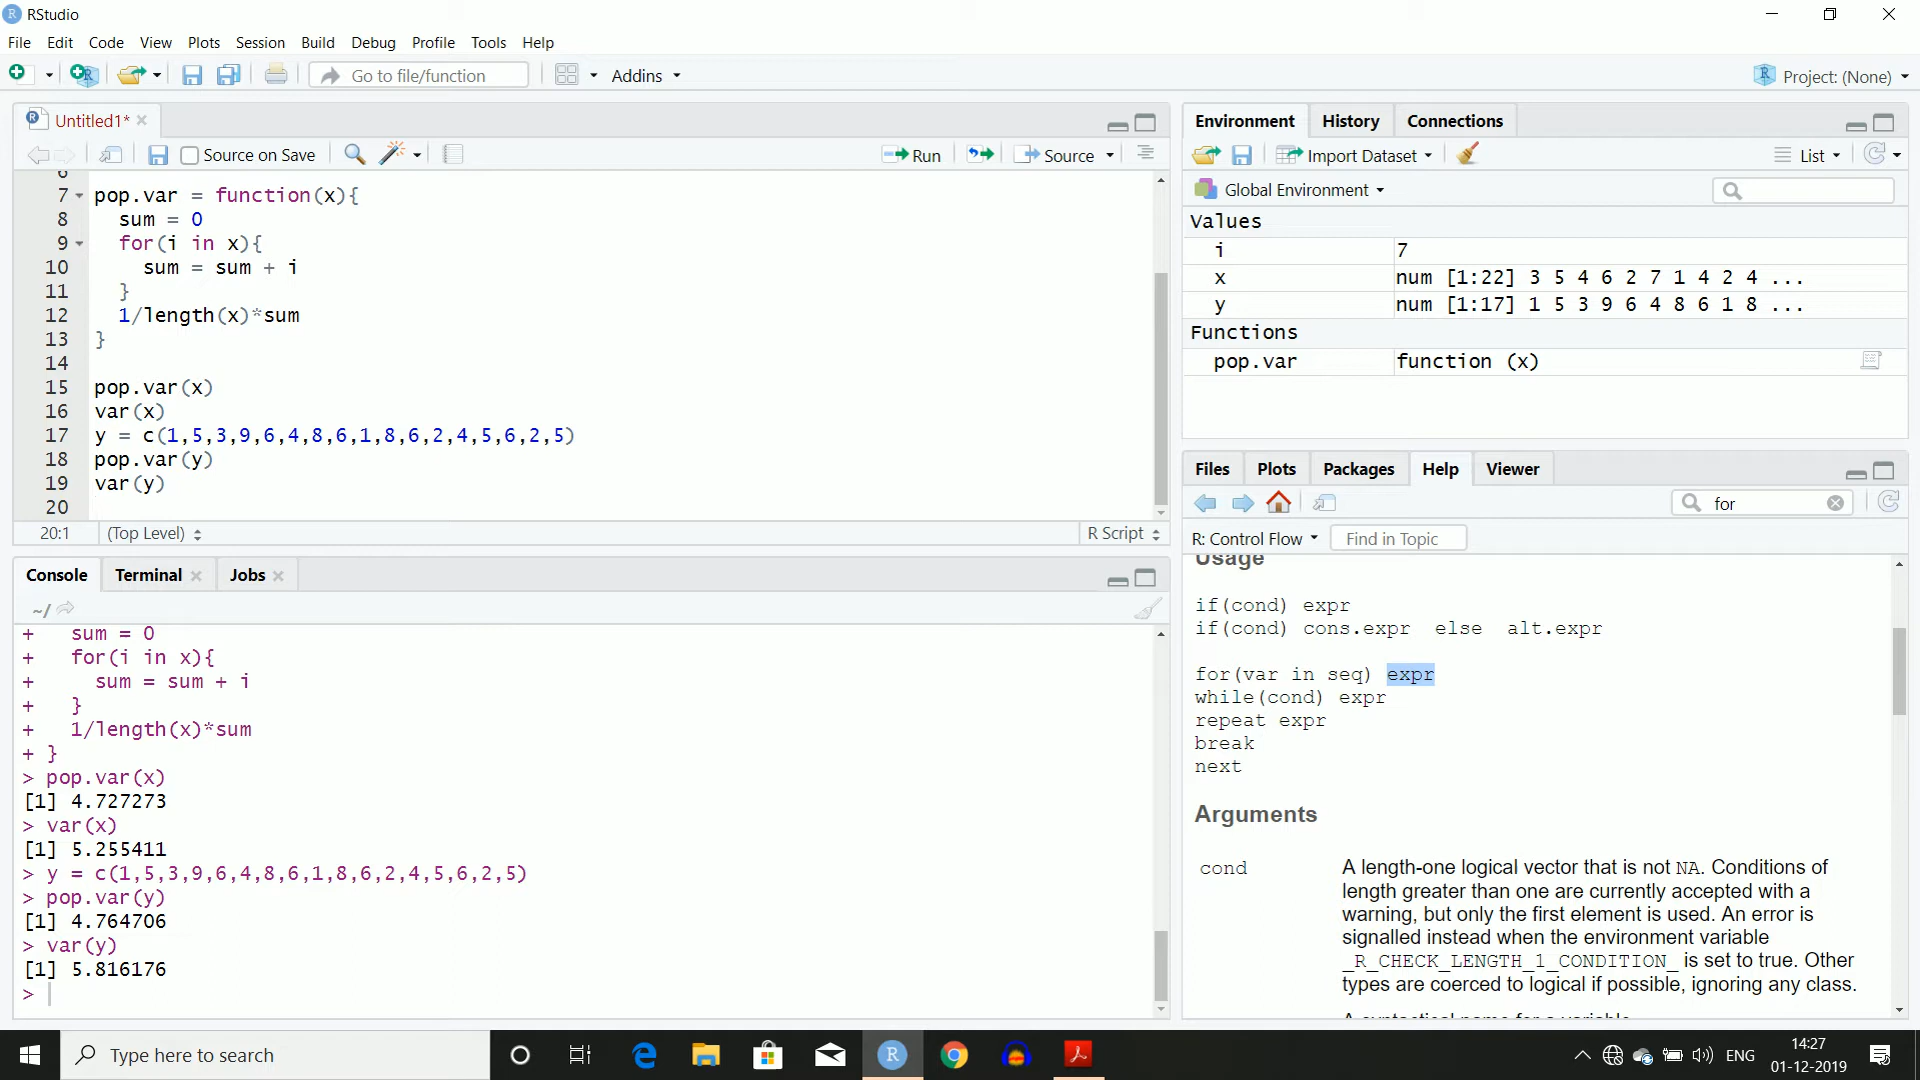 RStudio
File Edit Code View Plots Session Build Debug Profile Tools Help
Go to file/function Addins Project: (None)
Untitled1*
Source on Save Run Source
6
7 pop.var = function(x){
8 sum = 0
9 for(i in x){
10 sum = sum + i
11 }
12 1/length(x)*sum
13 }
14
15 pop.var(x)
16 var(x)
17 y = c(1,5,3,9,6,4,8,6,1,8,6,2,4,5,6,2,5)
18 pop.var(y)
19 var(y)
20
20:1 (Top Level) R Script
Console Terminal Jobs
~/
+ sum = 0
+ for(i in x){
+ sum = sum + i
+ }
+ 1/length(x)*sum
+ }
> pop.var(x)
[1] 4.727273
> var(x)
[1] 5.255411
> y = c(1,5,3,9,6,4,8,6,1,8,6,2,4,5,6,2,5)
> pop.var(y)
[1] 4.764706
> var(y)
[1] 5.816176
>
Environment History Connections
Import Dataset List
Global Environment
Values
i 7
x num [1:22] 3 5 4 6 2 7 1 4 2 4 ...
y num [1:17] 1 5 3 9 6 4 8 6 1 8 ...
Functions
pop.var function (x)
Files Plots Packages Help Viewer
for
R: Control Flow Find in Topic
Usage
if(cond) expr
if(cond) cons.expr else alt.expr
for(var in seq) expr
while(cond) expr
repeat expr
break
next
Arguments
cond A length-one logical vector that is not NA. Conditions of
length greater than one are currently accepted with a
warning, but only the first element is used. An error is
signalled instead when the environment variable
_R_CHECK_LENGTH_1_CONDITION_ is set to true. Other
types are coerced to logical if possible, ignoring any class.
Type here to search
ENG
14:27
01-12-2019